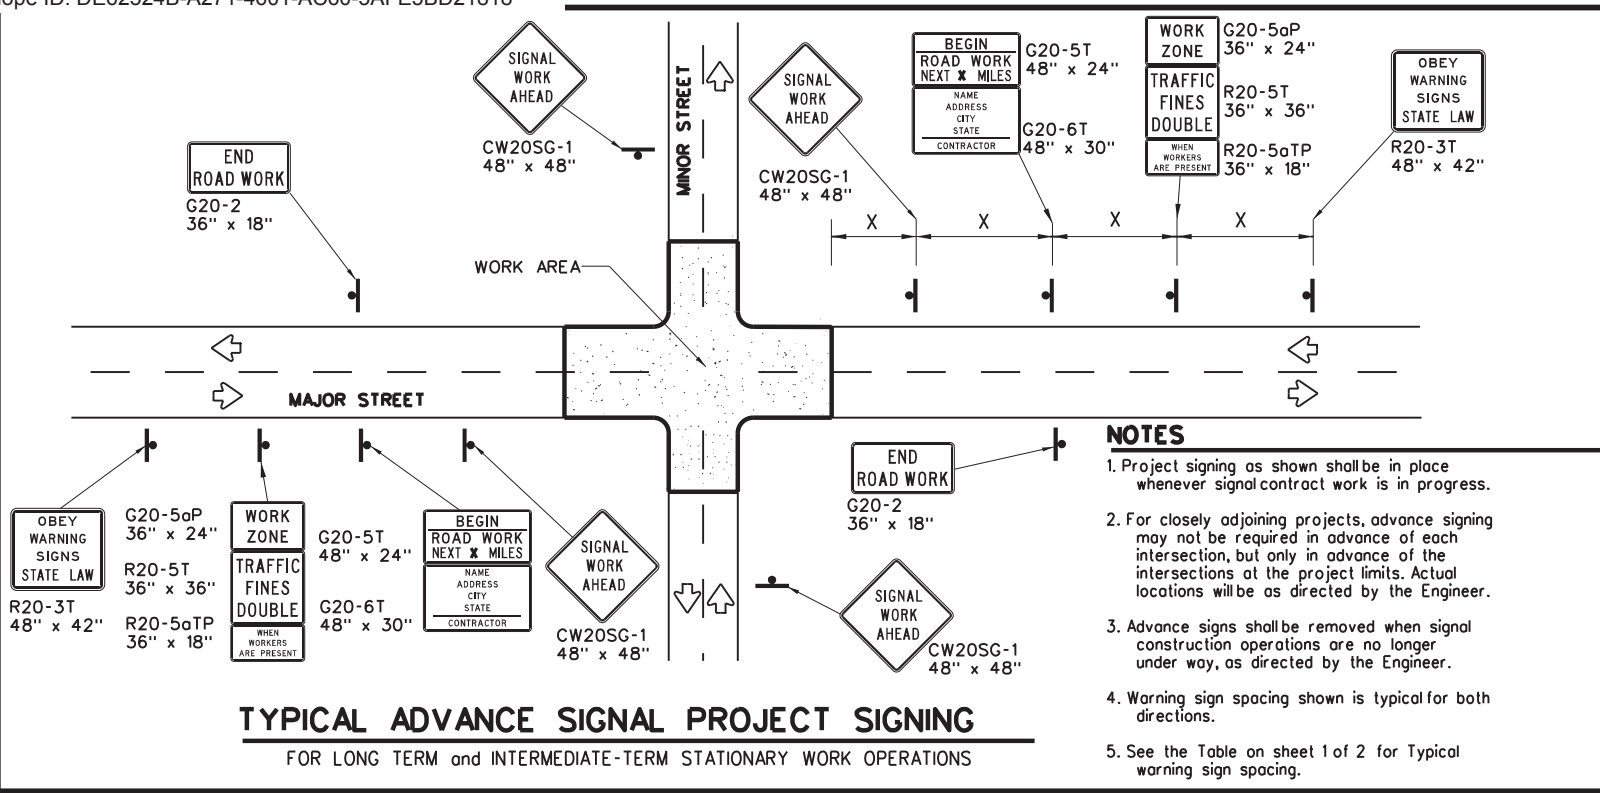 SIGNAL
WORK
AHEAD
CW20SG-1
48" x 48"
END
ROAD WORK
G20-2
36" x 18"
MINOR STREET
SIGNAL
WORK
AHEAD
CW20SG-1
48" x 48"
BEGIN
ROAD WORK
NEXT X MILES
NAME
ADDRESS
CITY
STATE
CONTRACTOR
G20-5T
48" x 24"
G20-6T
48" x 30"
WORK
ZONE
TRAFFIC
FINES
DOUBLE
WHEN
WORKERS
ARE PRESENT
G20-5aP
36" x 24"
R20-5T
36" x 36"
R20-5aTP
36" x 18"
OBEY
WARNING
SIGNS
STATE LAW
R20-3T
48" x 42"
X X X X
WORK AREA
MAJOR STREET
OBEY
WARNING
SIGNS
STATE LAW
R20-3T
48" x 42"
G20-5aP
36" x 24"
R20-5T
36" x 36"
R20-5aTP
36" x 18"
WORK
ZONE
TRAFFIC
FINES
DOUBLE
WHEN
WORKERS
ARE PRESENT
G20-5T
48" x 24"
G20-6T
48" x 30"
BEGIN
ROAD WORK
NEXT X MILES
NAME
ADDRESS
CITY
STATE
CONTRACTOR
SIGNAL
WORK
AHEAD
CW20SG-1
48" x 48"
END
ROAD WORK
G20-2
36" x 18"
SIGNAL
WORK
AHEAD
CW20SG-1
48" x 48"
TYPICAL ADVANCE SIGNAL PROJECT SIGNING
FOR LONG TERM and INTERMEDIATE-TERM STATIONARY WORK OPERATIONS
NOTES
1. Project signing as shown shall be in place
whenever signal contract work is in progress.
2. For closely adjoining projects, advance signing
may not be required in advance of each
intersection, but only in advance of the
intersections at the project limits. Actual
locations will be as directed by the Engineer.
3. Advance signs shall be removed when signal
construction operations are no longer
under way, as directed by the Engineer.
4. Warning sign spacing shown is typical for both
directions.
5. See the Table on sheet 1 of 2 for Typical
warning sign spacing.